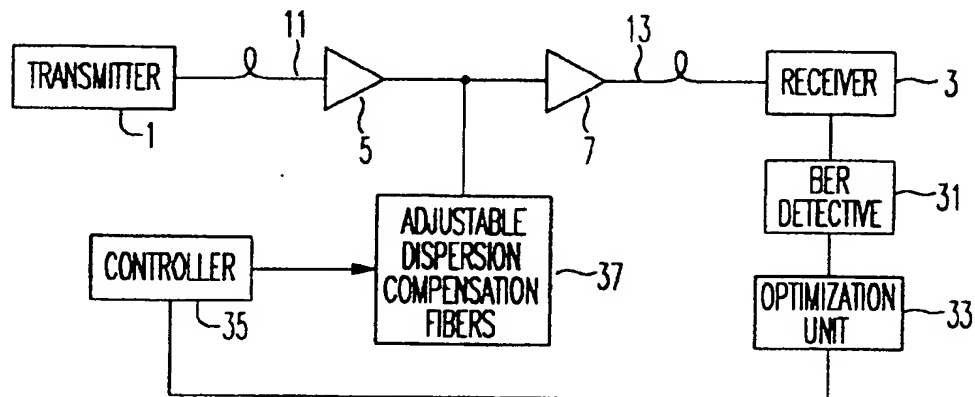 11
13
TRANSMITTER
RECEIVER
3
1
5
7
BER
DETECTIVE
31
ADJUSTABLE
DISPERSION
COMPENSATION
FIBERS
37
CONTROLLER
35
OPTIMIZATION
UNIT
33